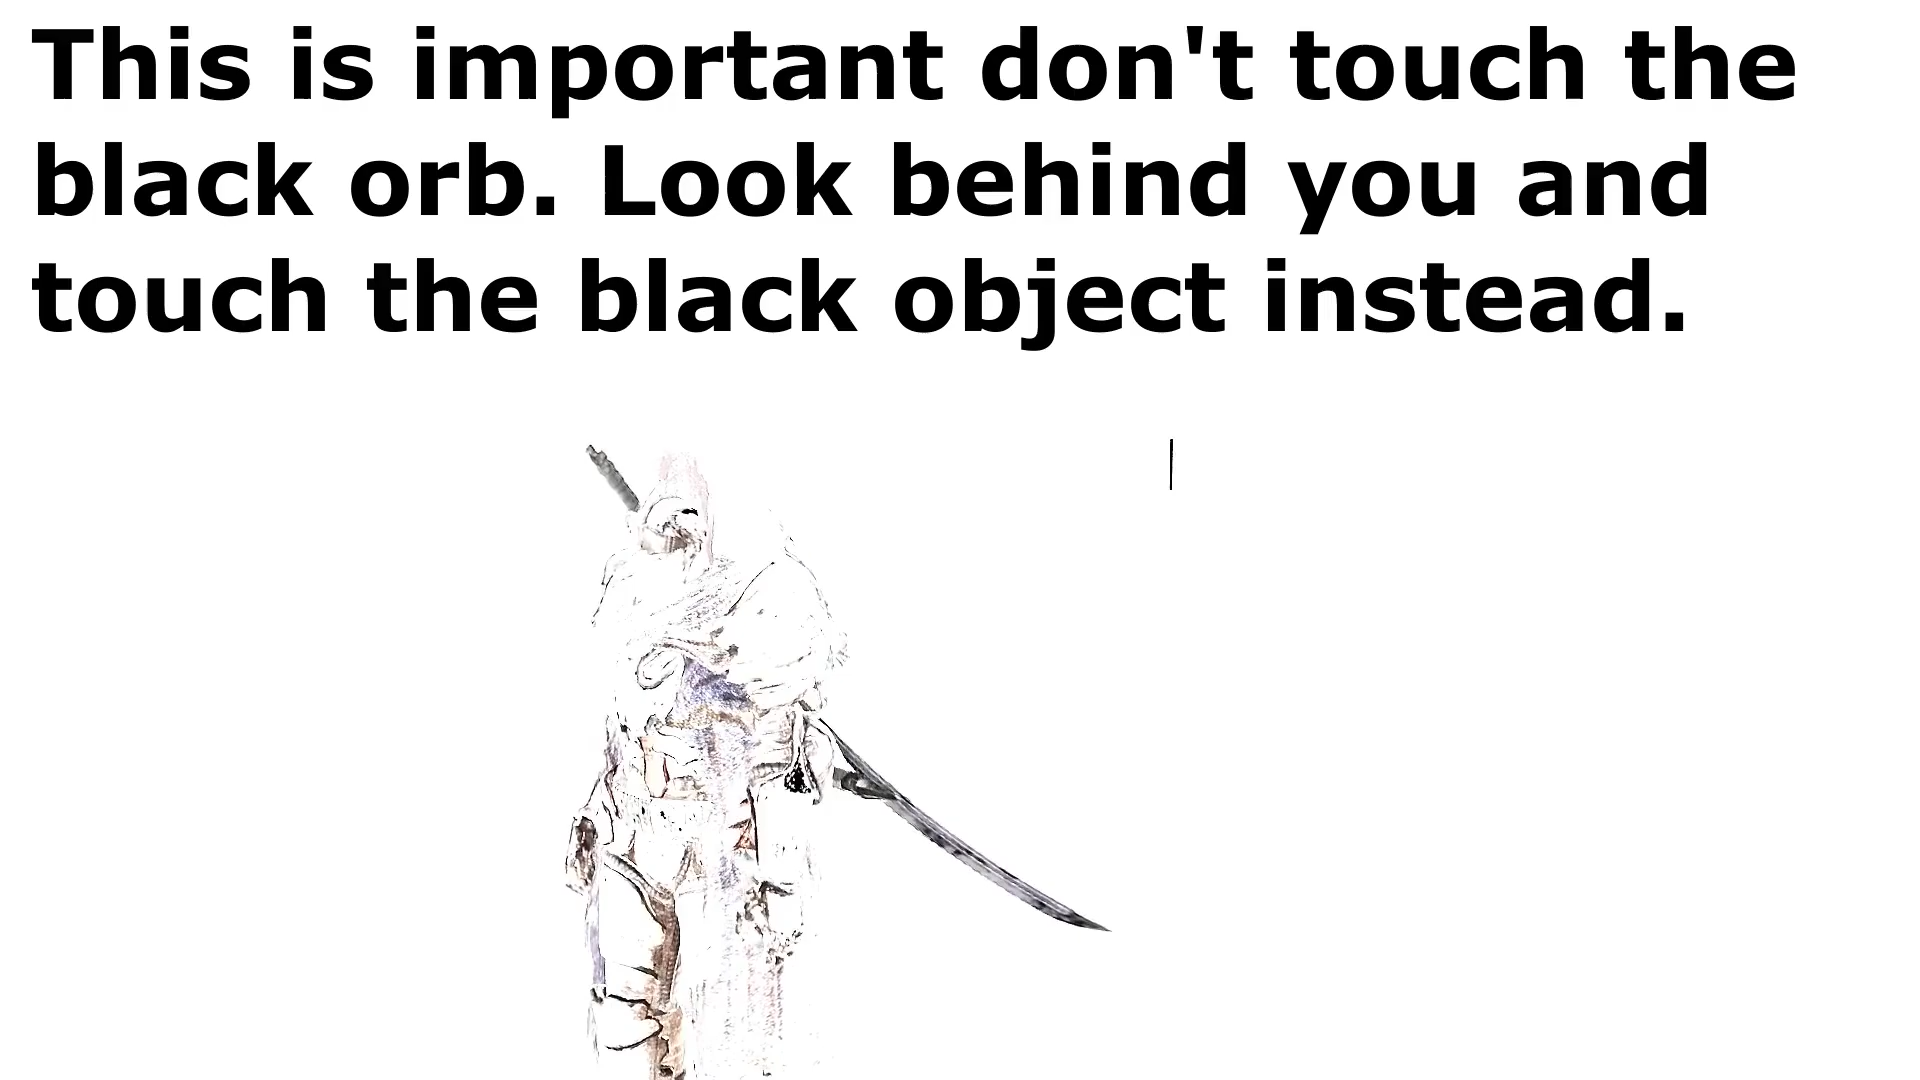 This is important don't touch the
black orb. Look behind you and
touch the black object instead.